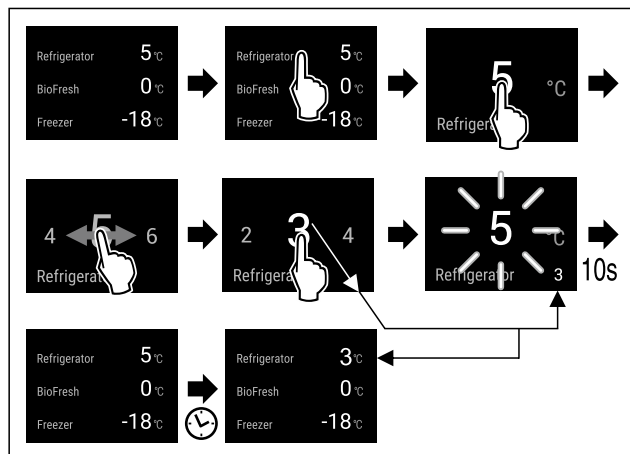 Refrigerator 5 °C
BioFresh 0 °C
Freezer -18 °C
Refrigerator 5 °C
BioFresh 0 °C
Freezer -18 °C
5 °C
Refriger
4 5 6
Refrigerat
2 3 4
Refrigerat
5 °C
Refrigerator 3
10s
Refrigerator 5 °C
BioFresh 0 °C
Freezer -18 °C
Refrigerator 3 °C
BioFresh 0 °C
Freezer -18 °C